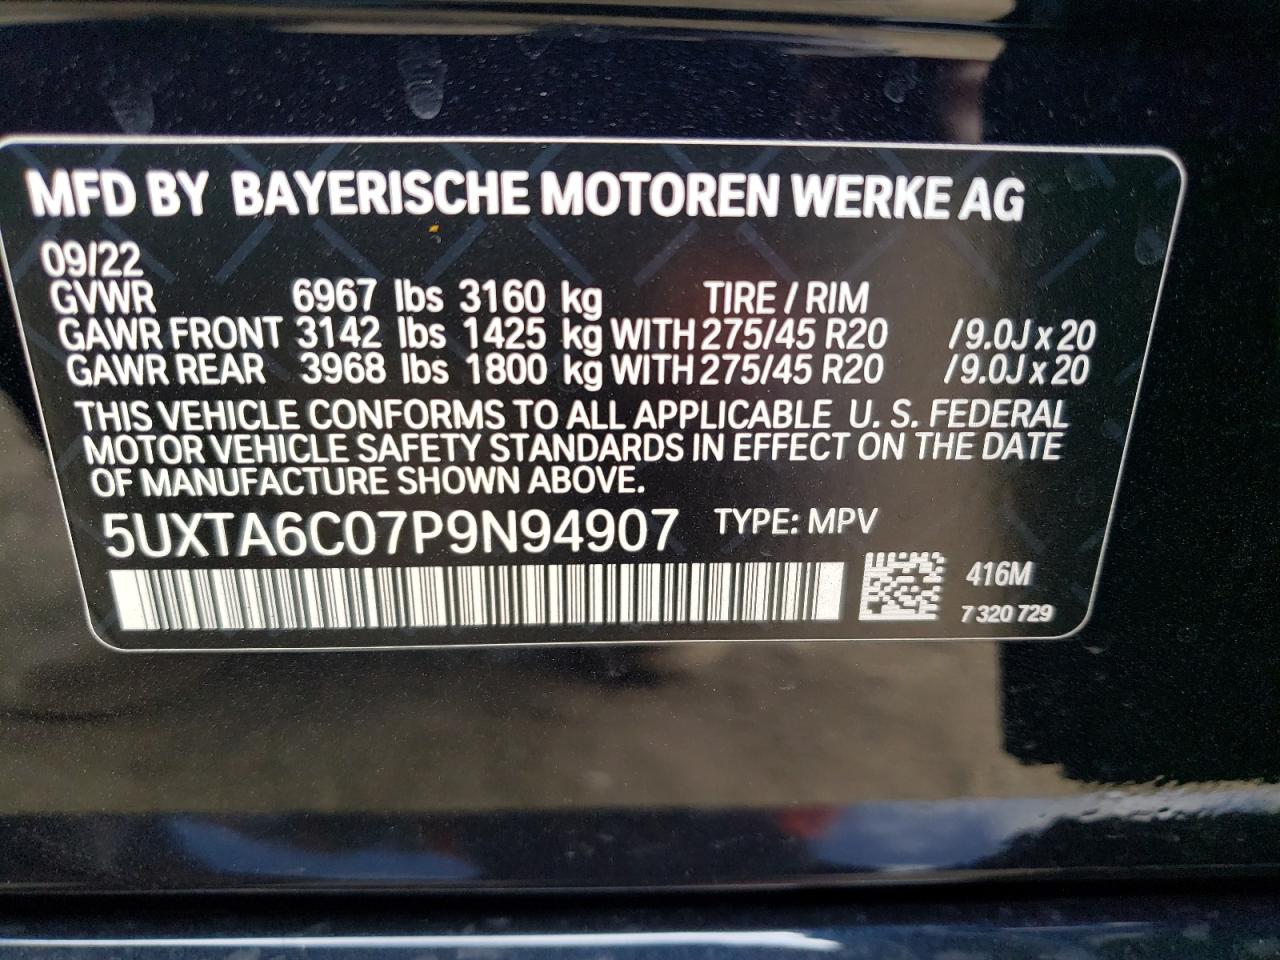 MFD BY BAYERISCHE MOTOREN WERKE AG
09/22
GVWR 6967 lbs 3160 kg TIRE / RIM
GAWR FRONT 3142 lbs 1425 kg WITH 275/45 R20 /9.0J x 20
GAWR REAR 3968 lbs 1800 kg WITH 275/45 R20 /9.0J x 20
THIS VEHICLE CONFORMS TO ALL APPLICABLE U. S. FEDERAL
MOTOR VEHICLE SAFETY STANDARDS IN EFFECT ON THE DATE
OF MANUFACTURE SHOWN ABOVE.
5UXTA6C07P9N94907 TYPE: MPV
416M
7 320 729